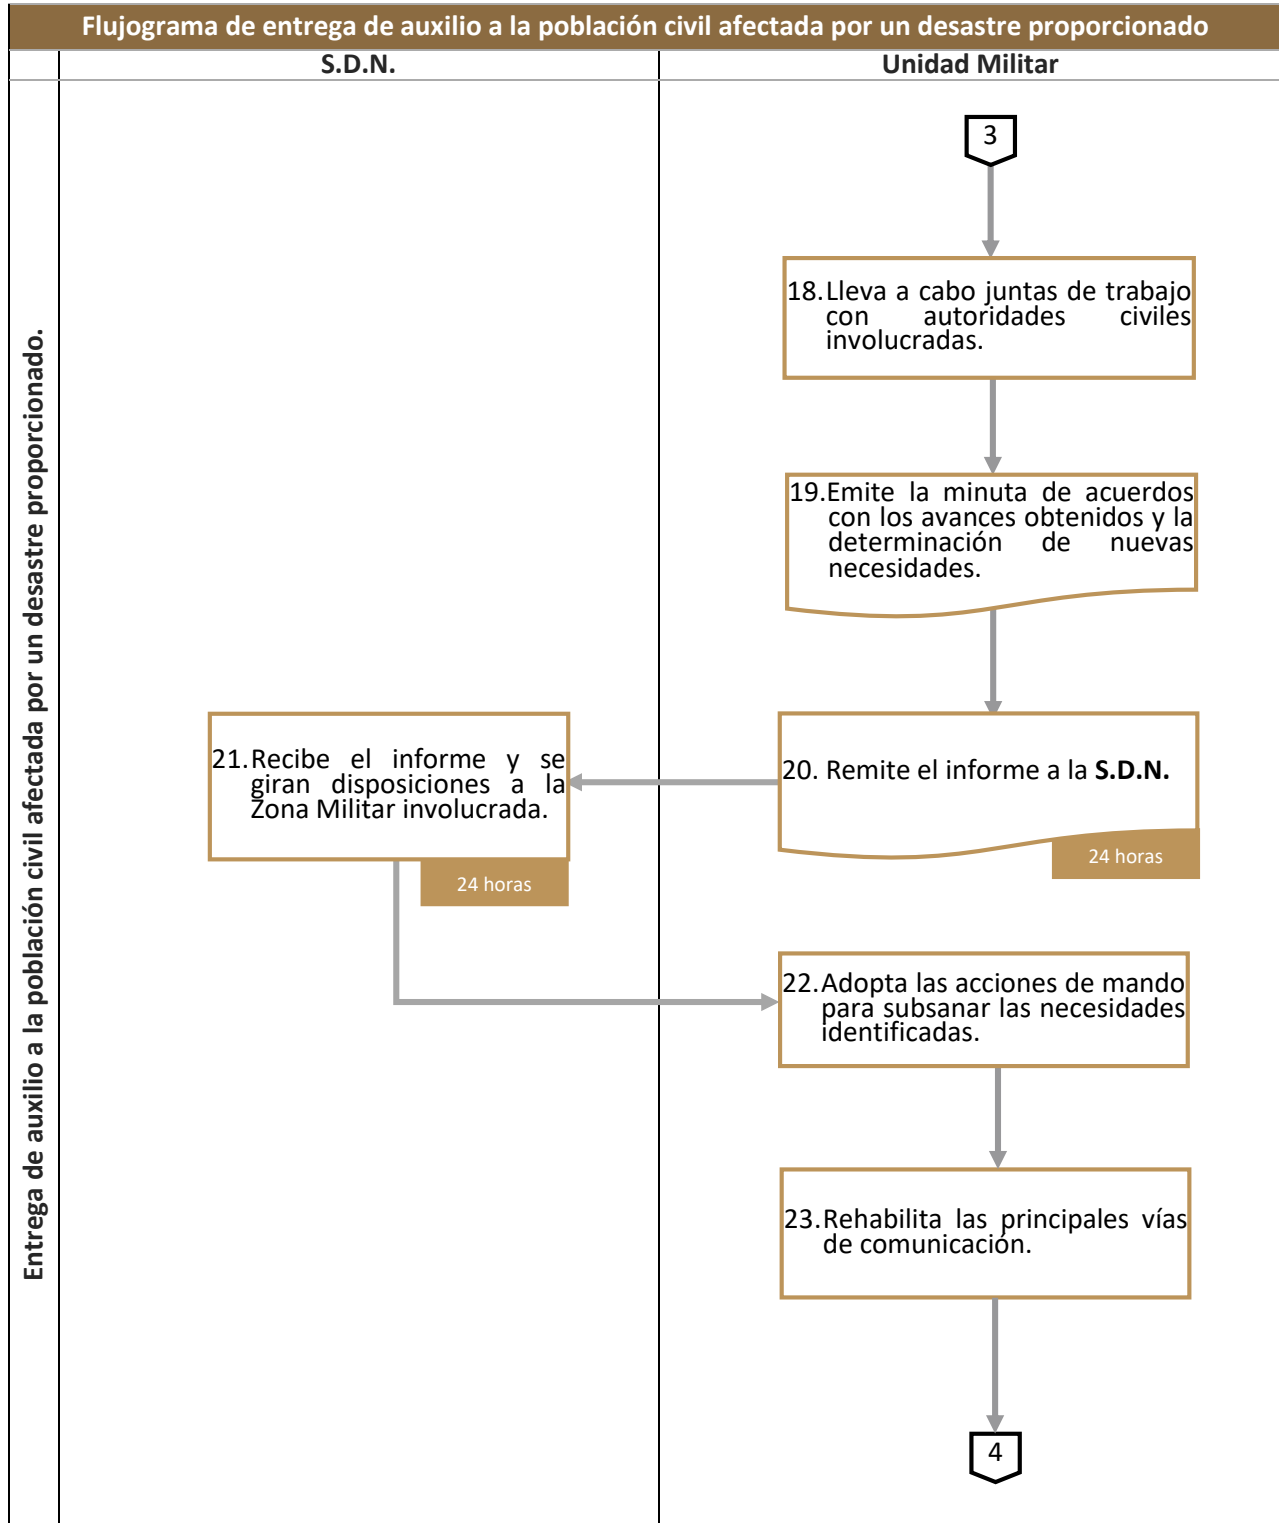 Flujograma de entrega de auxilio a la población civil afectada por un desastre proporcionado
S.D.N.
Unidad Militar
Entrega de auxilio a la población civil afectada por un desastre proporcionado.
3
18. Lleva a cabo juntas de trabajo
con autoridades civiles
involucradas.
19. Emite la minuta de acuerdos
con los avances obtenidos y la
determinación de nuevas
necesidades.
20. Remite el informe a la S.D.N.
24 horas
21. Recibe el informe y se
giran disposiciones a la
Zona Militar involucrada.
24 horas
22. Adopta las acciones de mando
para subsanar las necesidades
identificadas.
23. Rehabilita las principales vías
de comunicación.
4